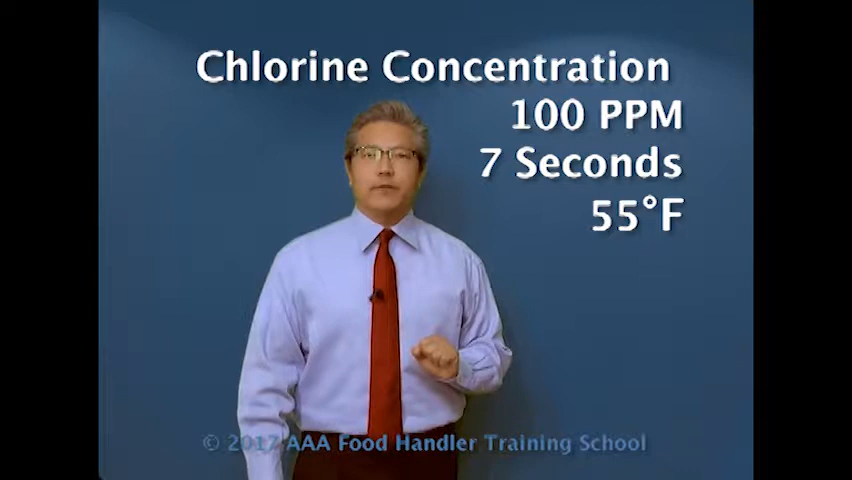 Chlorine Concentration
100 PPM
7 Seconds
55°F
© 2017 AAA Food Handler Training School